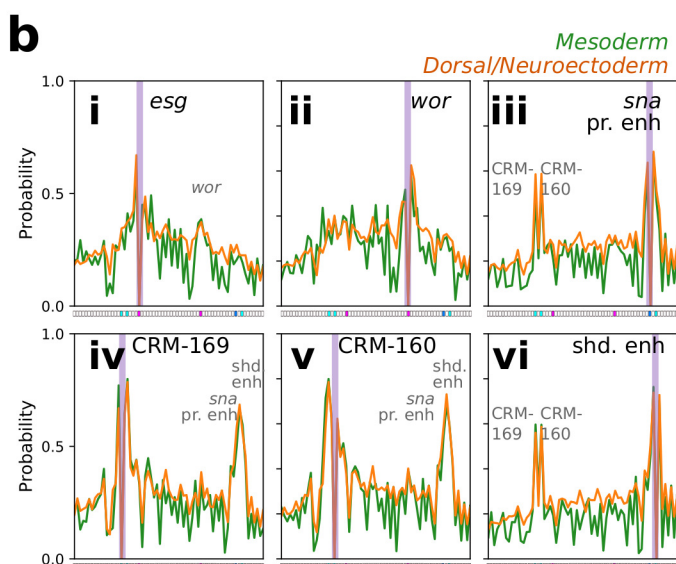 b
Mesoderm
Dorsal/Neuroectoderm
1.0
0.5
0.0
Probability
i
esg
wor
ii
wor
iii
sna
pr. enh
CRM-
169
CRM-
160
1.0
0.5
0.0
Probability
iv
CRM-169
shd.
enh
sna
pr. enh
v
CRM-160
shd.
enh
sna
pr. enh
vi
shd. enh
CRM-
169
CRM-
160